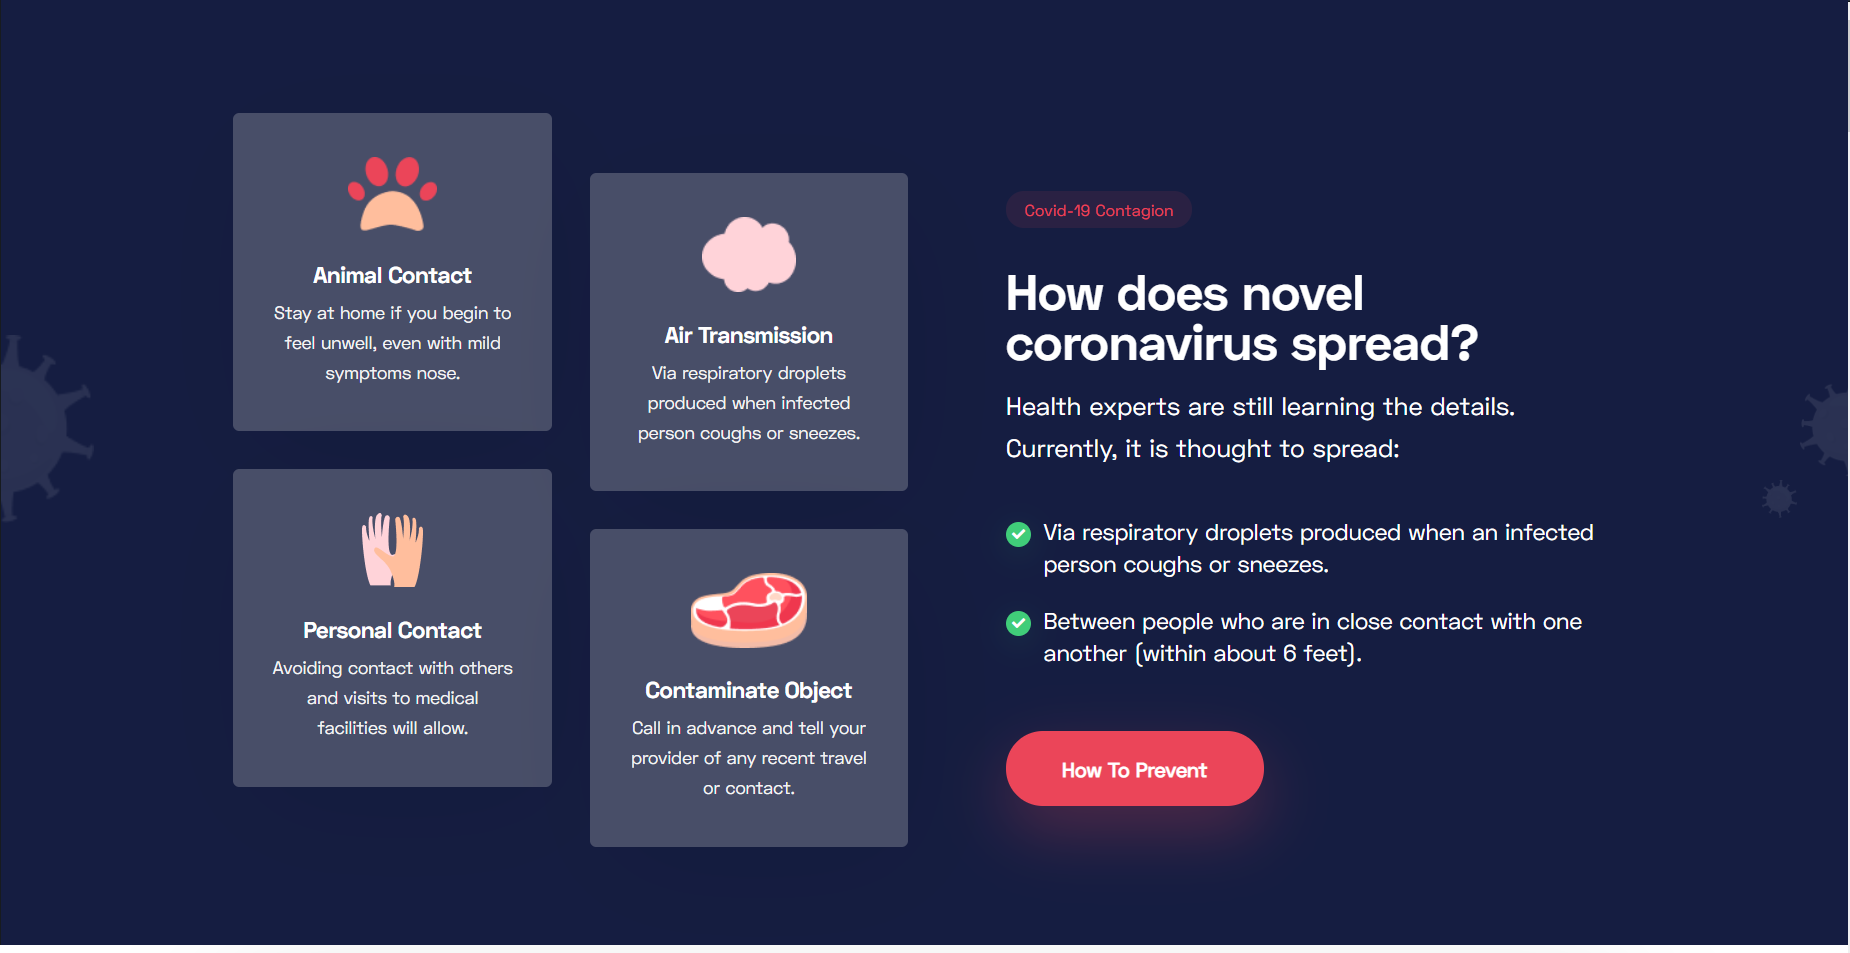 Animal Contact
Stay at home if you begin to
feel unwell, even with mild
symptoms nose.
Air Transmission
Via respiratory droplets
produced when infected
person coughs or sneezes.
Personal Contact
Avoiding contact with others
and visits to medical
facilities will allow.
Contaminate Object
Call in advance and tell your
provider of any recent travel
or contact.
Covid-19 Contagion
How does novel
coronavirus spread?
Health experts are still learning the details.
Currently, it is thought to spread:
Via respiratory droplets produced when an infected
person coughs or sneezes.
Between people who are in close contact with one
another (within about 6 feet).
How To Prevent